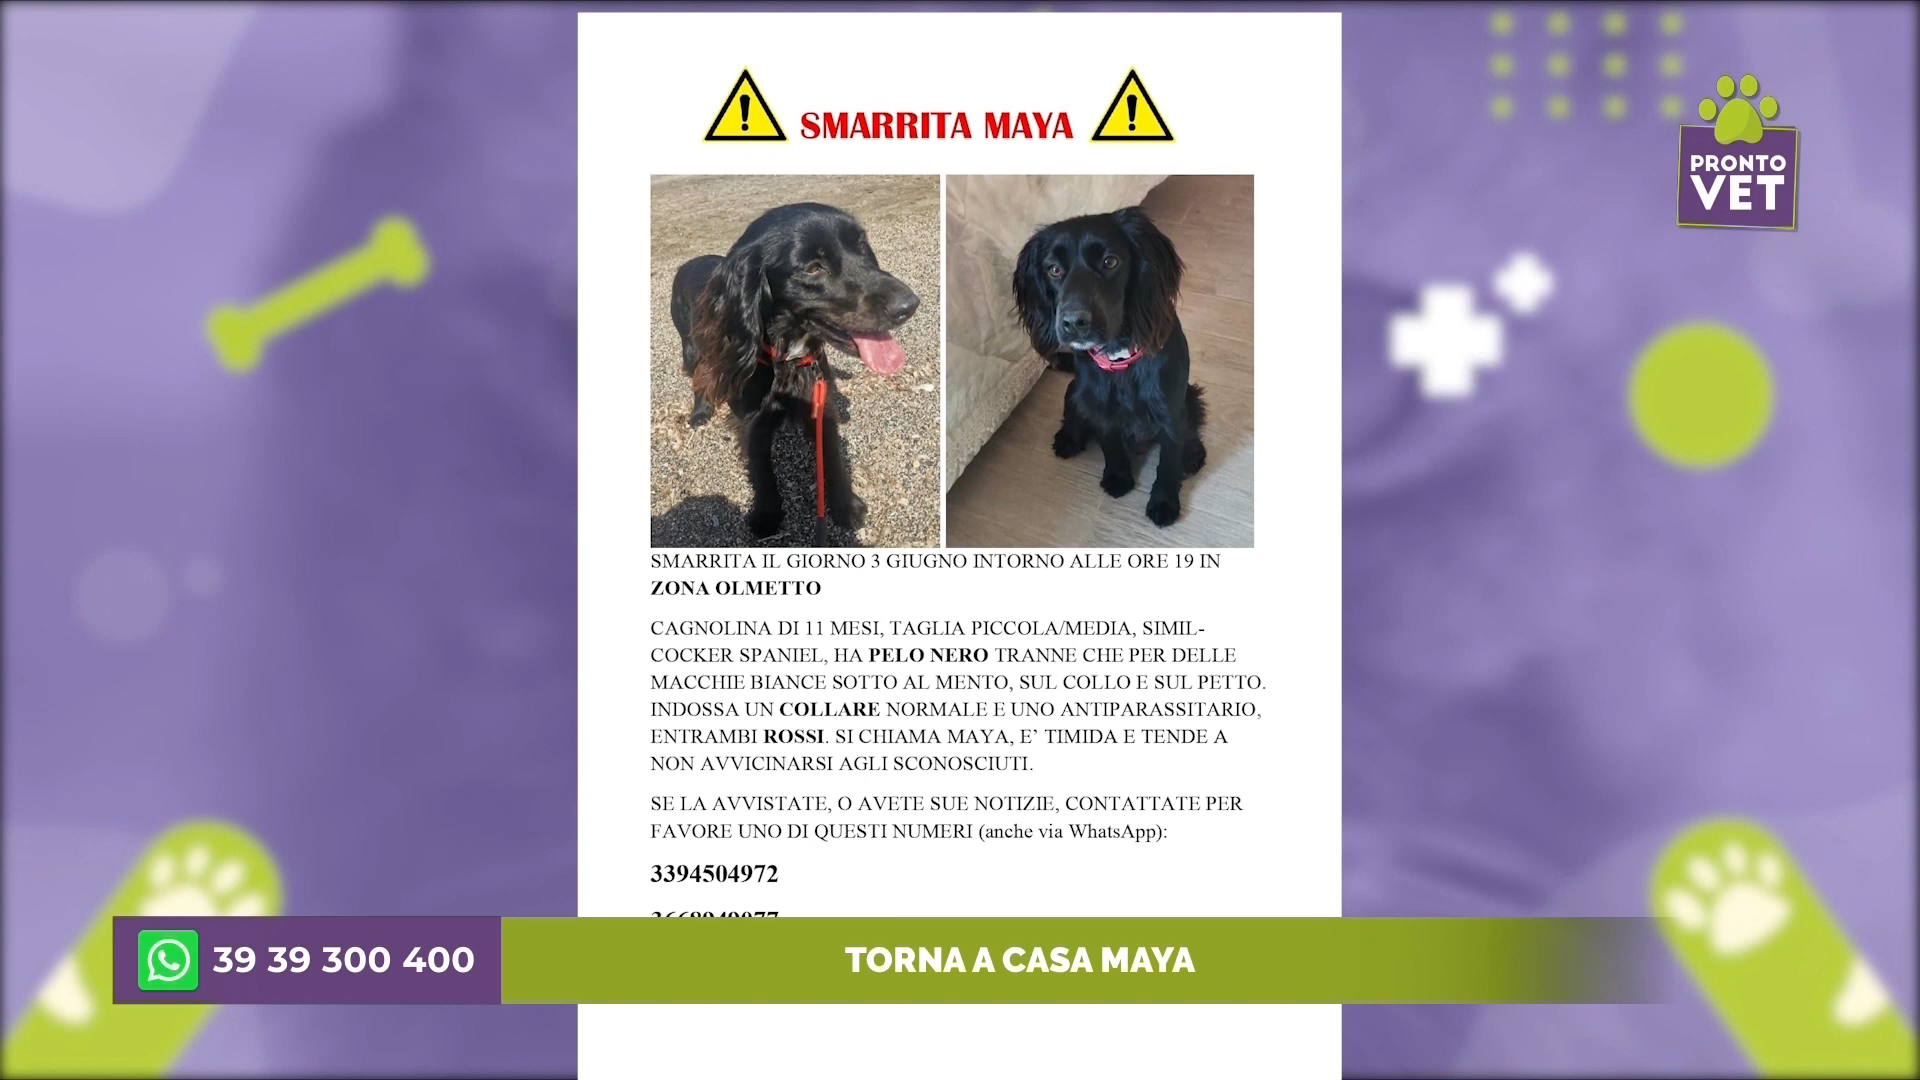 SMARRITA MAYA
PRONTO
VET
SMARRITA IL GIORNO 3 GIUGNO INTORNO ALLE ORE 19 IN
ZONA OLMETTO
CAGNOLINA DI 11 MESI, TAGLIA PICCOLA/MEDIA, SIMIL-
COCKER SPANIEL, HA PELO NERO TRANNE CHE PER DELLE
MACCHIE BIANCE SOTTO AL MENTO, SUL COLLO E SUL PETTO.
INDOSSA UN COLLARE NORMALE E UNO ANTIPARASSITARIO,
ENTRAMBI ROSSI. SI CHIAMA MAYA, E' TIMIDA E TENDE A
NON AVVICINARSI AGLI SCONOSCIUTI.
SE LA AVVISTATE, O AVETE SUE NOTIZIE, CONTATTATE PER
FAVORE UNO DI QUESTI NUMERI (anche via WhatsApp):
3394504972
39 39 300 400
TORNA A CASA MAYA